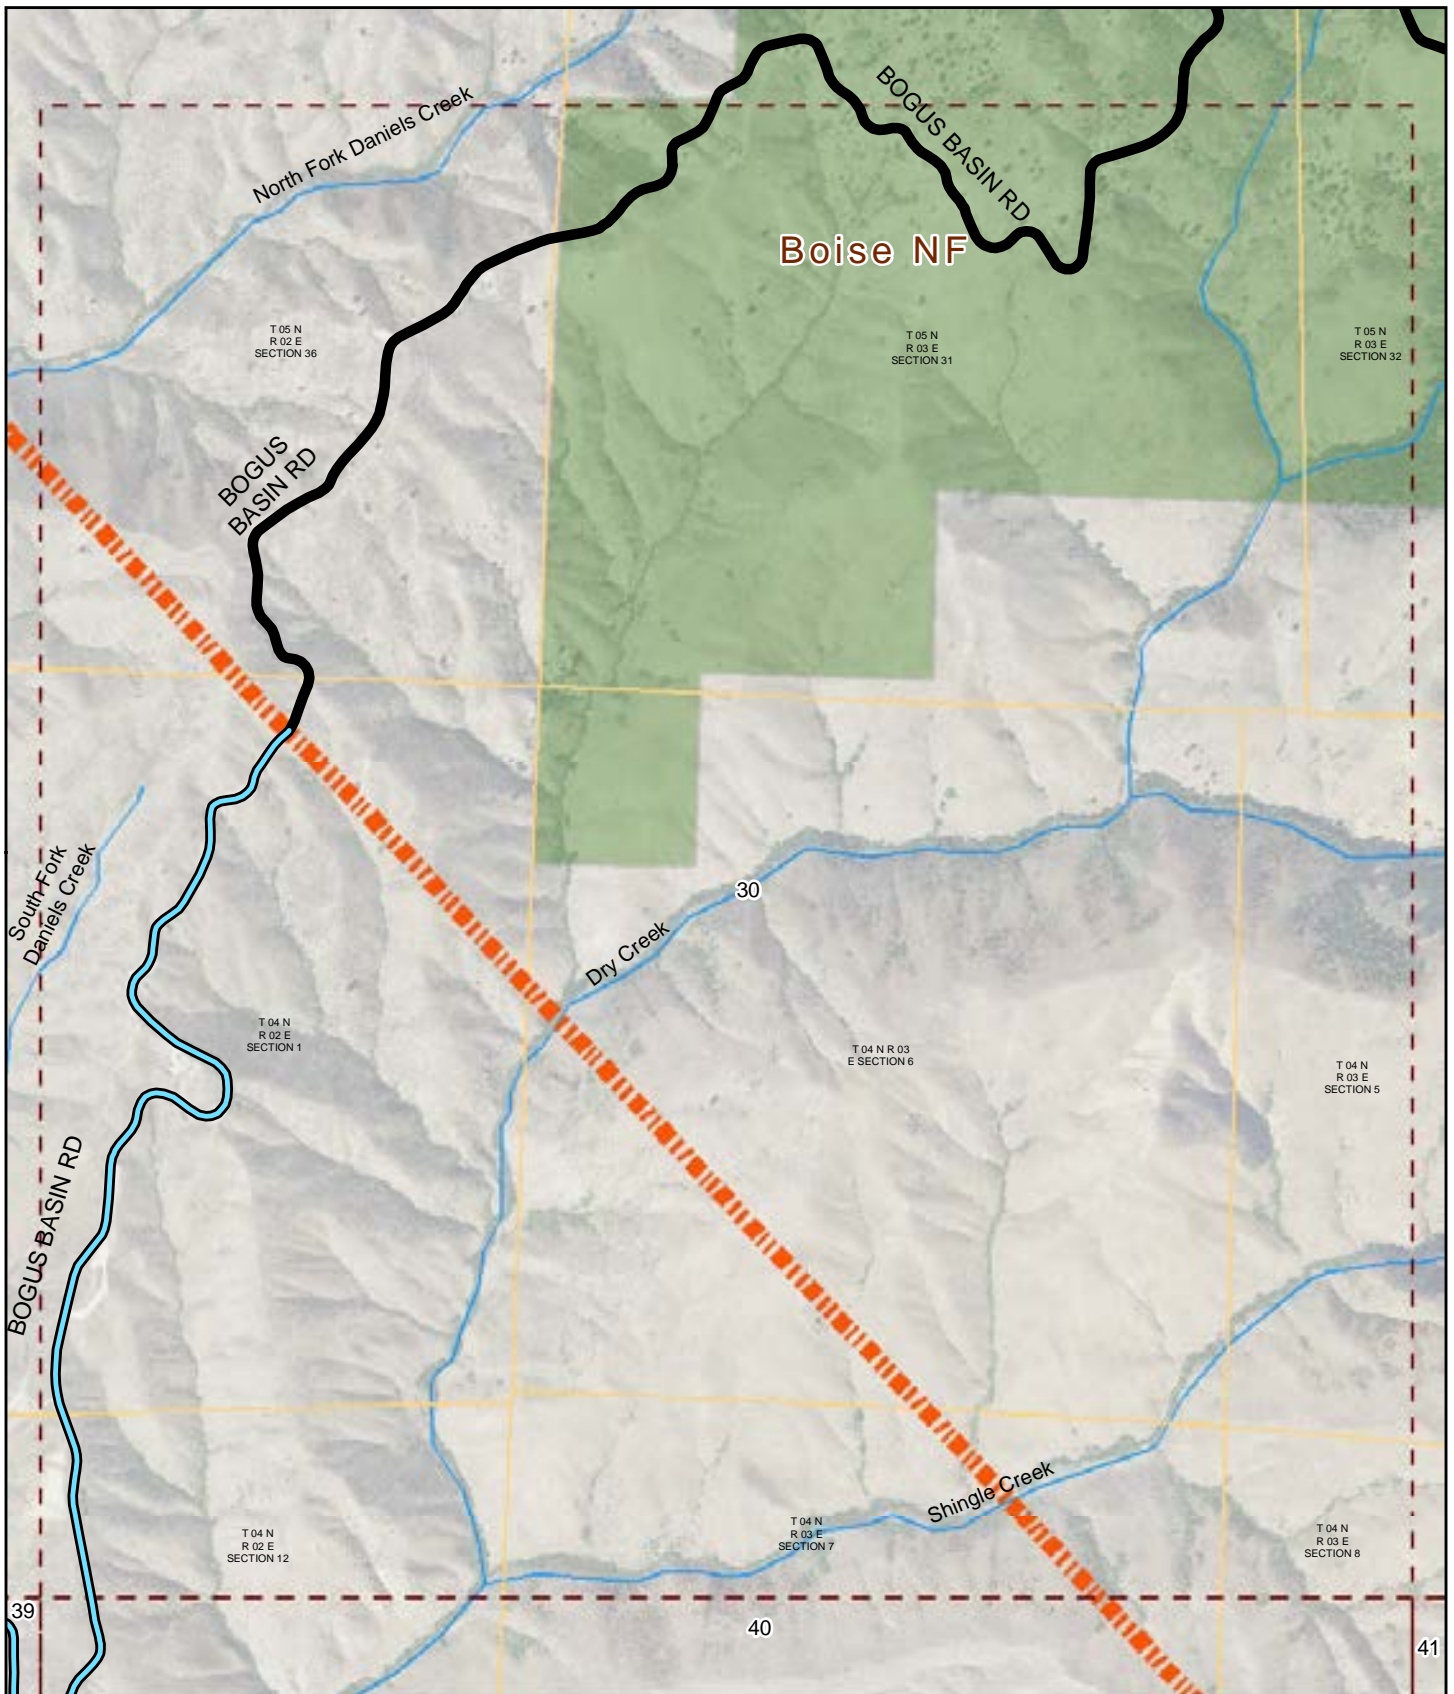 BOGUS BASIN RD
North Fork Daniels Creek
Boise NF
T 05 N
R 02 E
SECTION 36
T 05 N
R 03 E
SECTION 31
T 05 N
R 03 E
SECTION 32
BOGUS
BASIN RD
South Fork
Daniels Creek
30
Dry Creek
T 04 N
R 02 E
SECTION 1
T 04 N R 03
E SECTION 6
T 04 N
R 03 E
SECTION 5
BOGUS BASIN RD
Shingle Creek
T 04 N
R 02 E
SECTION 12
T 04 N
R 03 E
SECTION 7
T 04 N
R 03 E
SECTION 8
39
40
41